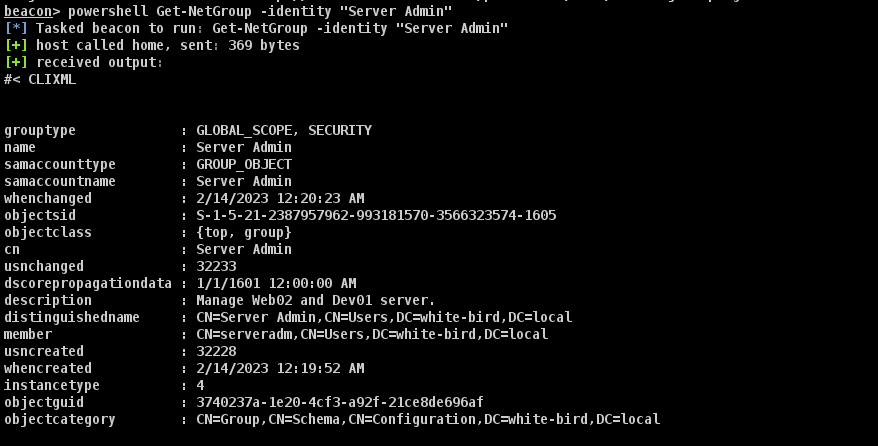 beacon> powershell Get-NetGroup -identity "Server Admin"
[*] Tasked beacon to run: Get-NetGroup -identity "Server Admin"
[+] host called home, sent: 369 bytes
[+] received output:
#< CLIXML
grouptype : GLOBAL_SCOPE, SECURITY
name : Server Admin
samaccounttype : GROUP_OBJECT
samaccountname : Server Admin
whenchanged : 2/14/2023 12:20:23 AM
objectsid : S-1-5-21-2387957962-993181570-3566323574-1605
objectclass : {top, group}
cn : Server Admin
usnchanged : 32233
dscorepropagationdata : 1/1/1601 12:00:00 AM
description : Manage Web02 and Dev01 server.
distinguishedname : CN=Server Admin,CN=Users,DC=white-bird,DC=local
member : CN=serveradm,CN=Users,DC=white-bird,DC=local
usncreated : 32228
whencreated : 2/14/2023 12:19:52 AM
instancetype : 4
objectguid : 3740237a-1e20-4cf3-a92f-21ce8de696af
objectcategory : CN=Group,CN=Schema,CN=Configuration,DC=white-bird,DC=local